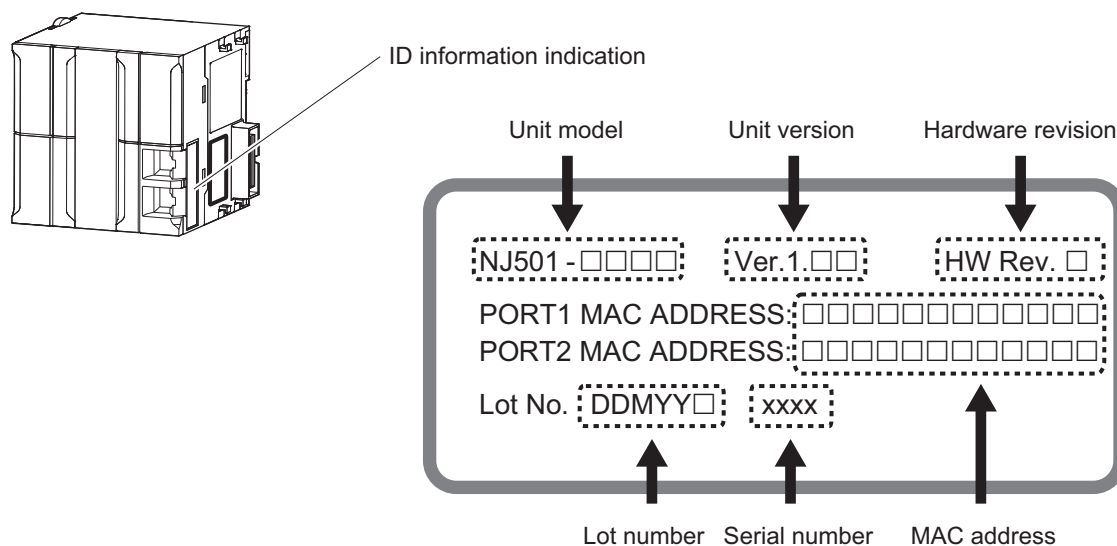 ID information indication
Unit model Unit version Hardware revision
NJ501-□□□□ Ver.1.□□ HW Rev. □
PORT1 MAC ADDRESS: □□□□□□□□□□□□
PORT2 MAC ADDRESS: □□□□□□□□□□□□
Lot No. DDMYY□ xxxx
Lot number Serial number MAC address